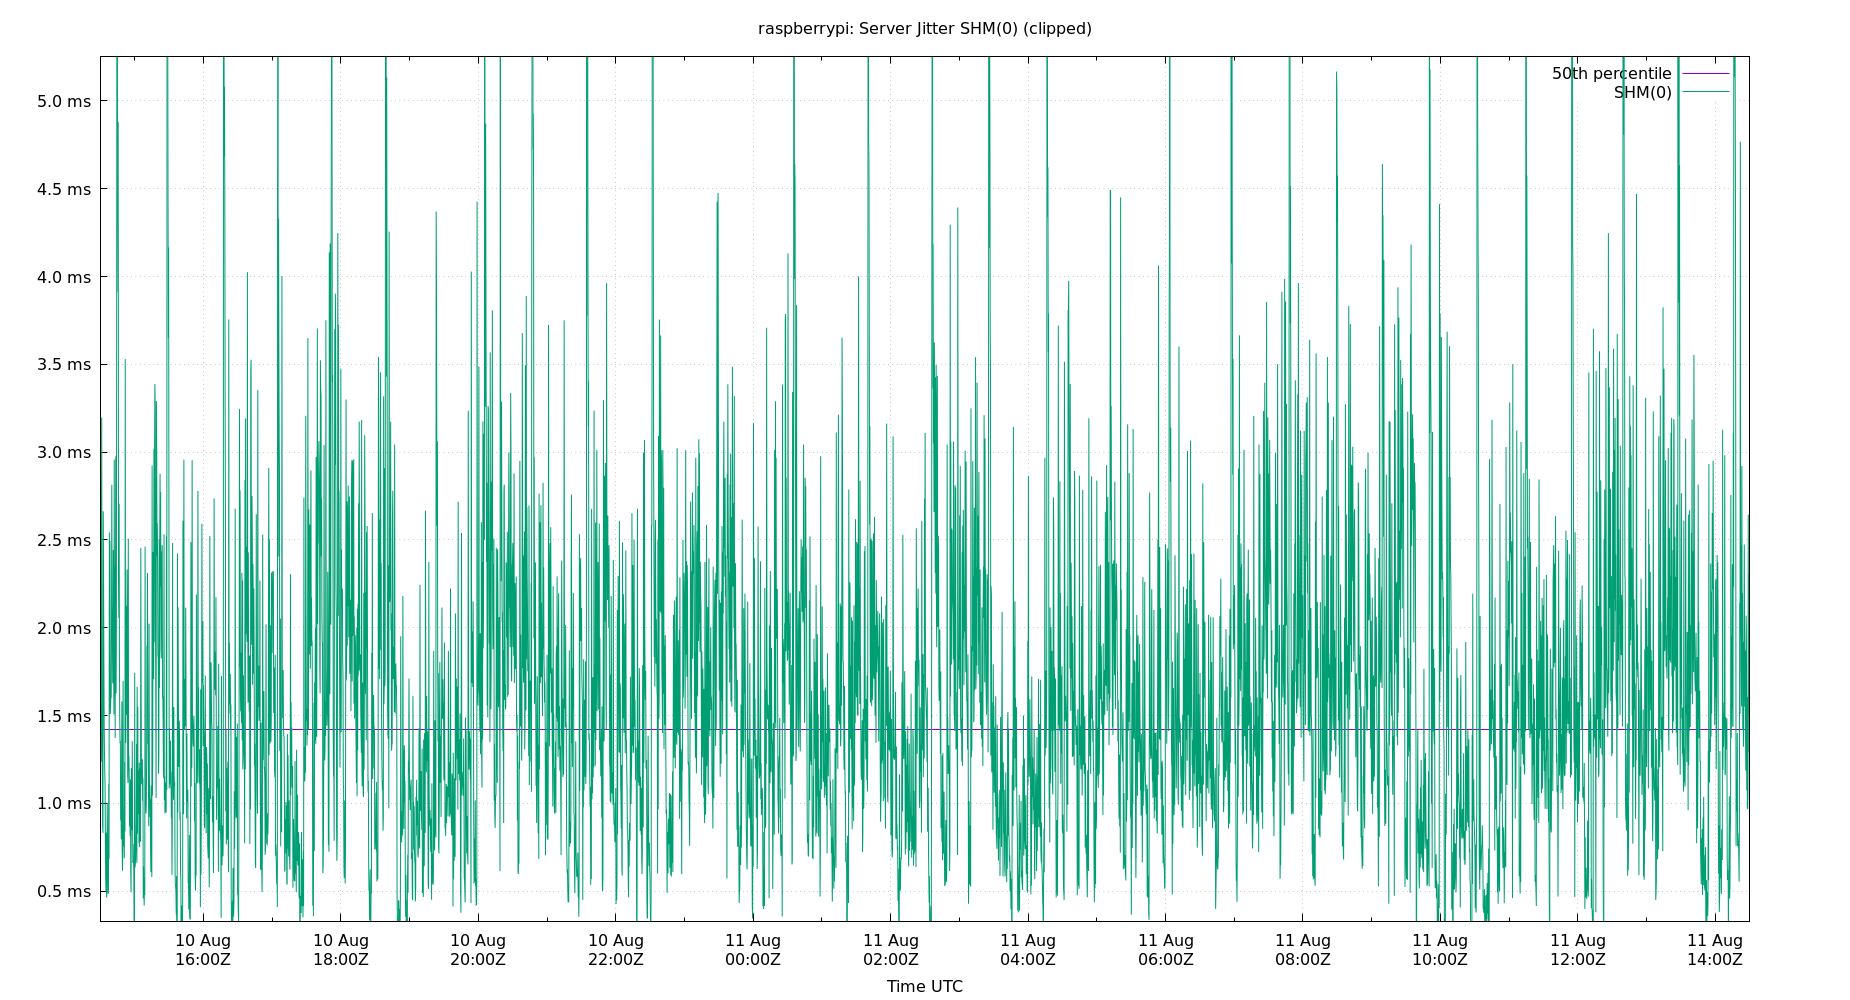 raspberrypi: Server Jitter SHM(0) (clipped)
50th percentile
SHM(0)
5.0 ms
4.5 ms
4.0 ms
3.5 ms
3.0 ms
2.5 ms
2.0 ms
1.5 ms
1.0 ms
0.5 ms
10 Aug 10 Aug 10 Aug 10 Aug 11 Aug 11 Aug 11 Aug 11 Aug 11 Aug 11 Aug 11 Aug 11 Aug
16:00Z 18:00Z 20:00Z 22:00Z 00:00Z 02:00Z 04:00Z 06:00Z 08:00Z 10:00Z 12:00Z 14:00Z
Time UTC